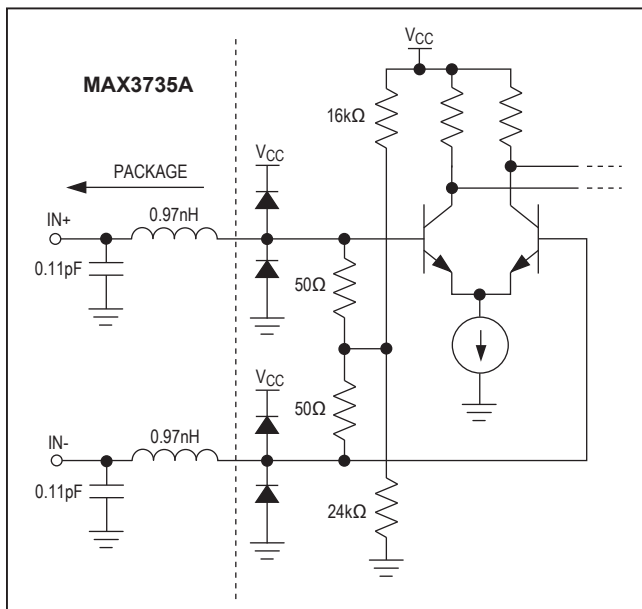 VCC
MAX3735A
16kΩ
VCC
PACKAGE
IN+
0.97nH
0.11pF
50Ω
VCC
50Ω
IN-
0.97nH
0.11pF
24kΩ